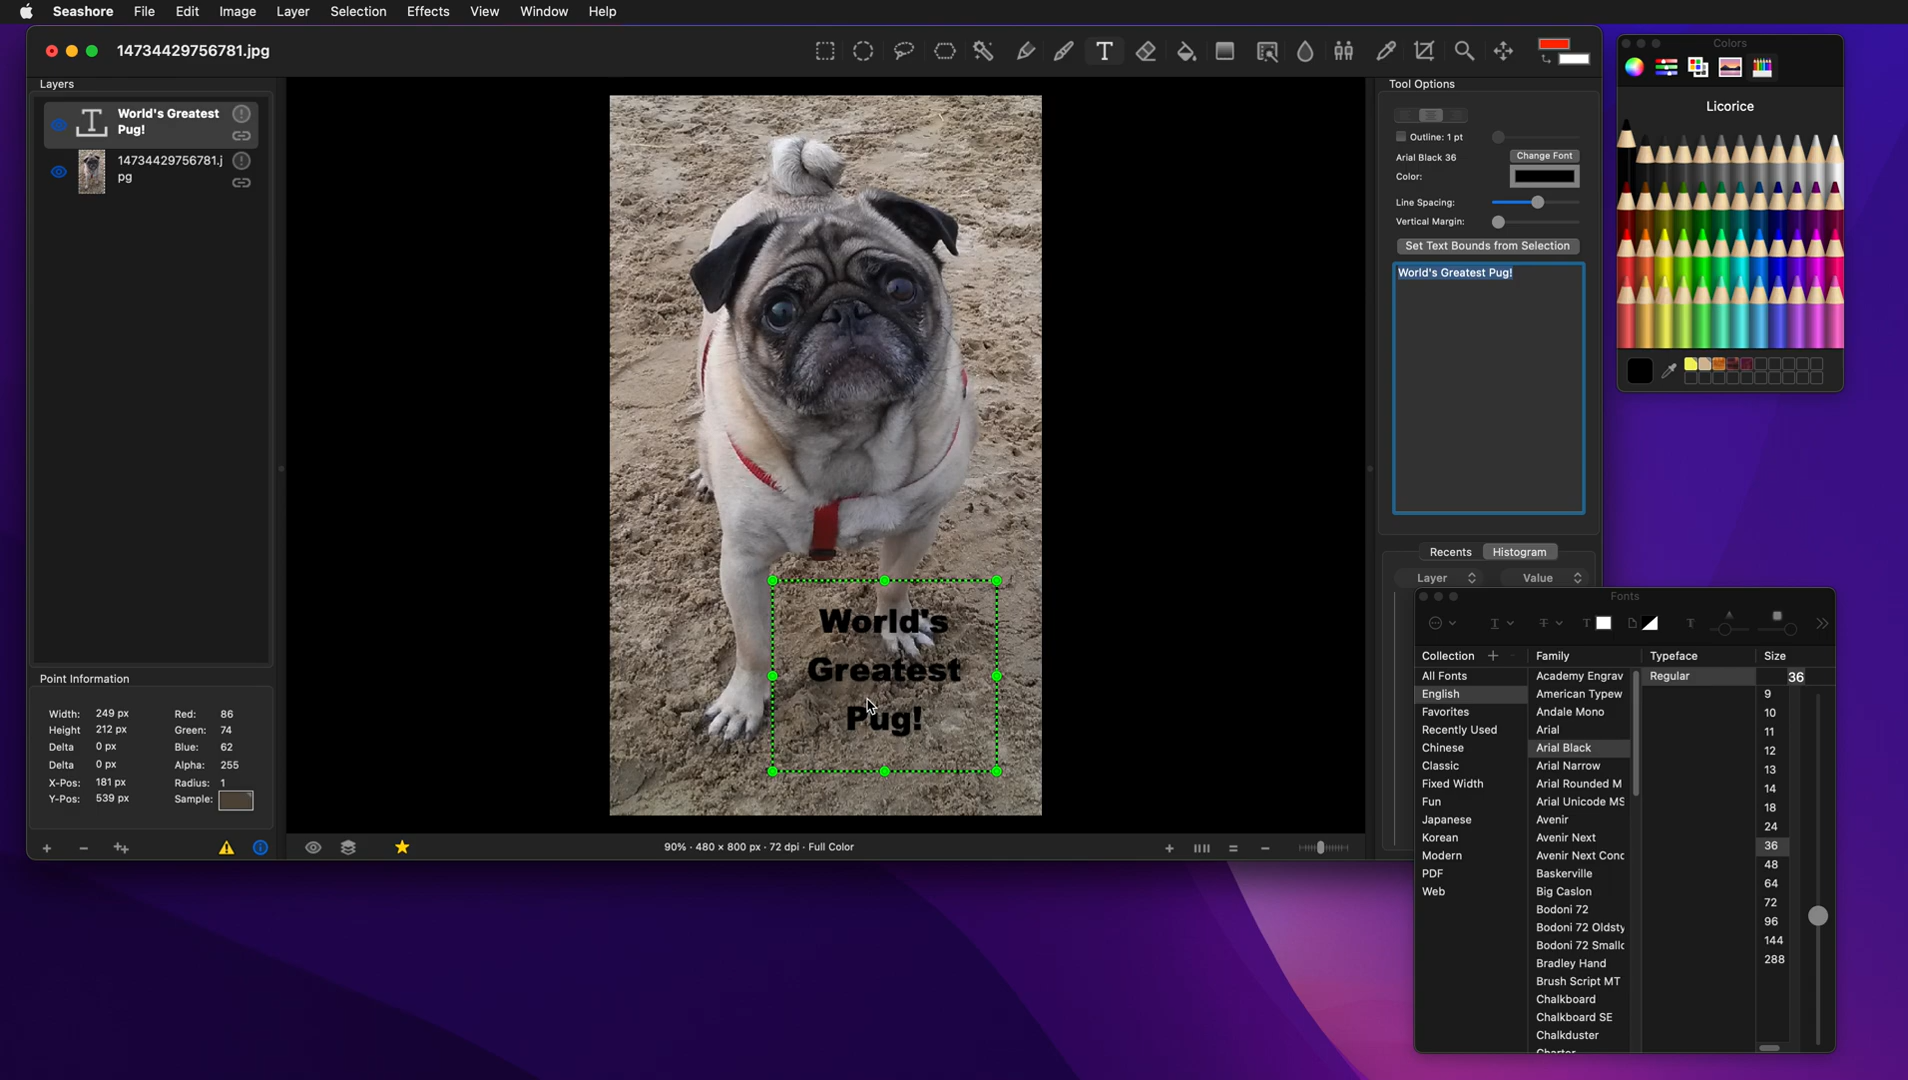 Seashore File Edit Image Layer Selection Effects View Window Help
14734429756781.jpg
Layers
World's Greatest
Pug!
14734429756781.j
pg
Point Information
Width: 249 px Red: 86
Height 212 px Green: 74
Delta 0 px Blue: 62
Delta 0 px Alpha: 255
X-Pos: 181 px Radius: 1
Y-Pos: 539 px Sample:
World's
Greatest
Pug!
90% · 480 × 800 px · 72 dpi · Full Color
Tool Options
Outline: 1 pt
Arial Black 36 Change Font
Color:
Line Spacing:
Vertical Margin:
Set Text Bounds from Selection
World's Greatest Pug!
Recents Histogram
Layer Value
Colors
Licorice
Fonts
Collection Family Typeface Size
All Fonts Academy Engrav Regular 36
English American Typew 9
Favorites Andale Mono 10
Recently Used Arial 11
Chinese Arial Black 12
Classic Arial Narrow 13
Fixed Width Arial Rounded M 14
Fun Arial Unicode MS 18
Japanese Avenir 24
Korean Avenir Next 36
Modern Avenir Next Conc 48
PDF Baskerville 64
Web Big Caslon 72
Bodoni 72 96
Bodoni 72 Oldsty 144
Bodoni 72 Smallc 288
Bradley Hand
Brush Script MT
Chalkboard
Chalkboard SE
Chalkduster